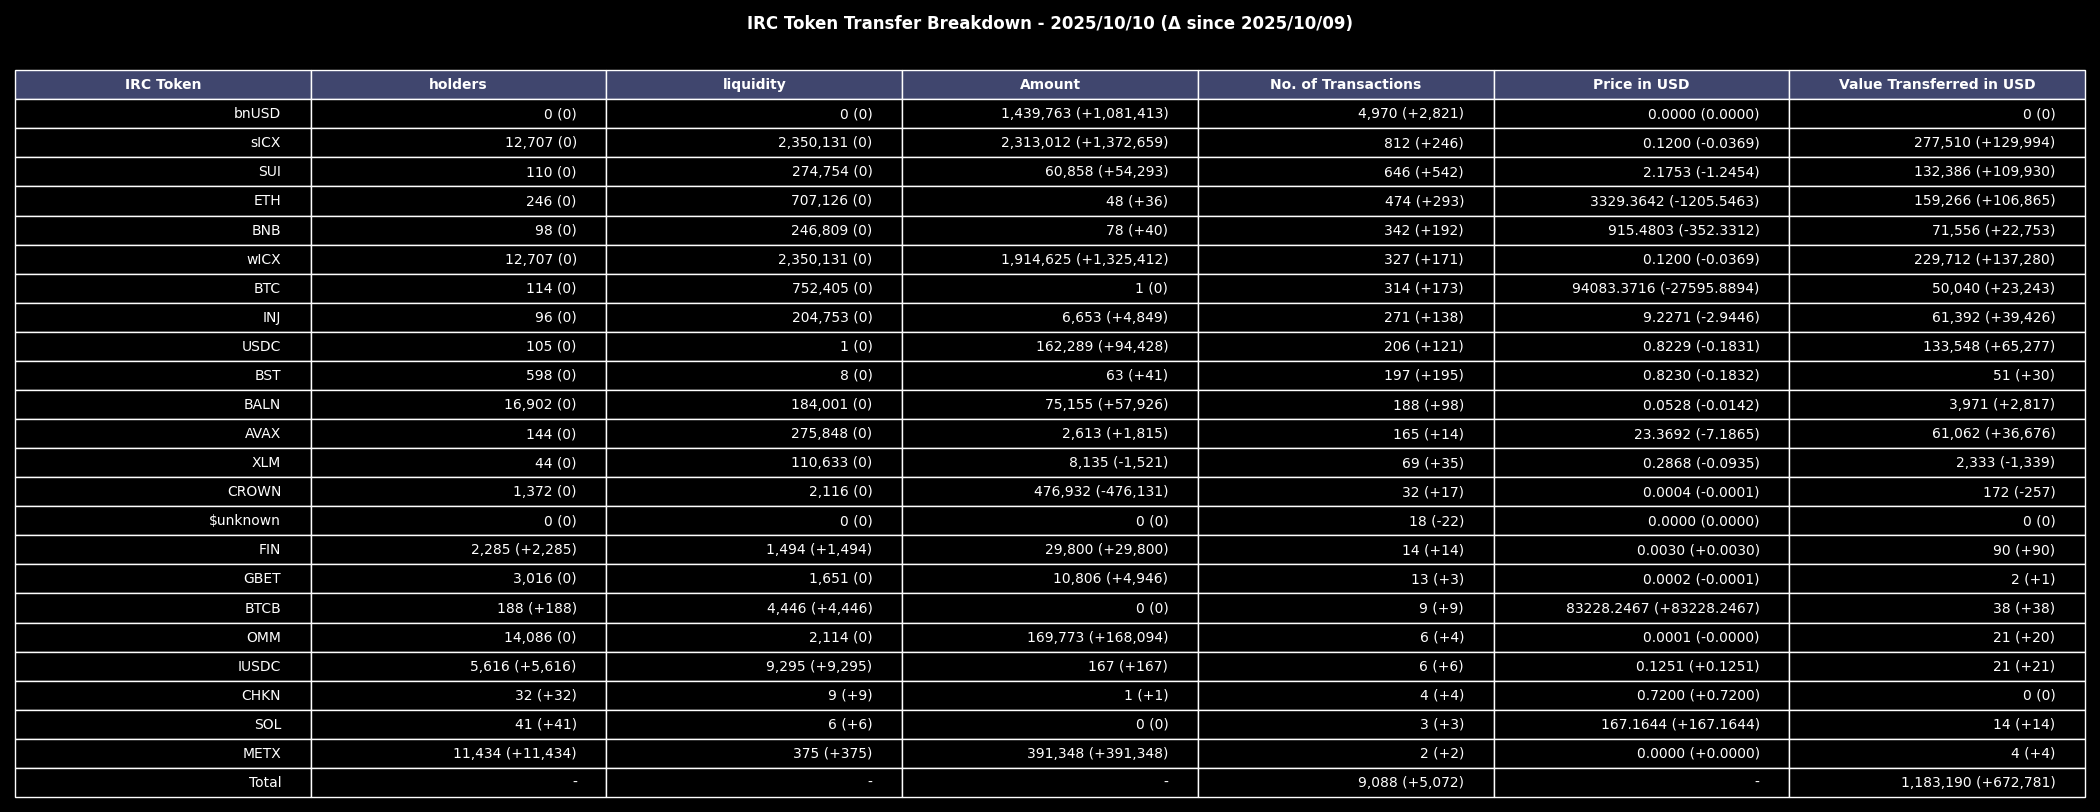 IRC Token Transfer Breakdown - 2025/10/10 (Δ since 2025/10/09)
IRC Token holders liquidity Amount No. of Transactions Price in USD Value Transferred in USD
bnUSD 0 (0) 0 (0) 1,439,763 (+1,081,413) 4,970 (+2,821) 0.0000 (0.0000) 0 (0)
sICX 12,707 (0) 2,350,131 (0) 2,313,012 (+1,372,659) 812 (+246) 0.1200 (-0.0369) 277,510 (+129,994)
SUI 110 (0) 274,754 (0) 60,858 (+54,293) 646 (+542) 2.1753 (-1.2454) 132,386 (+109,930)
ETH 246 (0) 707,126 (0) 48 (+36) 474 (+293) 3329.3642 (-1205.5463) 159,266 (+106,865)
BNB 98 (0) 246,809 (0) 78 (+40) 342 (+192) 915.4803 (-352.3312) 71,556 (+22,753)
wICX 12,707 (0) 2,350,131 (0) 1,914,625 (+1,325,412) 327 (+171) 0.1200 (-0.0369) 229,712 (+137,280)
BTC 114 (0) 752,405 (0) 1 (0) 314 (+173) 94083.3716 (-27595.8894) 50,040 (+23,243)
INJ 96 (0) 204,753 (0) 6,653 (+4,849) 271 (+138) 9.2271 (-2.9446) 61,392 (+39,426)
USDC 105 (0) 1 (0) 162,289 (+94,428) 206 (+121) 0.8229 (-0.1831) 133,548 (+65,277)
BST 598 (0) 8 (0) 63 (+41) 197 (+195) 0.8230 (-0.1832) 51 (+30)
BALN 16,902 (0) 184,001 (0) 75,155 (+57,926) 188 (+98) 0.0528 (-0.0142) 3,971 (+2,817)
AVAX 144 (0) 275,848 (0) 2,613 (+1,815) 165 (+14) 23.3692 (-7.1865) 61,062 (+36,676)
XLM 44 (0) 110,633 (0) 8,135 (-1,521) 69 (+35) 0.2868 (-0.0935) 2,333 (-1,339)
CROWN 1,372 (0) 2,116 (0) 476,932 (-476,131) 32 (+17) 0.0004 (-0.0001) 172 (-257)
$unknown 0 (0) 0 (0) 0 (0) 18 (-22) 0.0000 (0.0000) 0 (0)
FIN 2,285 (+2,285) 1,494 (+1,494) 29,800 (+29,800) 14 (+14) 0.0030 (+0.0030) 90 (+90)
GBET 3,016 (0) 1,651 (0) 10,806 (+4,946) 13 (+3) 0.0002 (-0.0001) 2 (+1)
BTCB 188 (+188) 4,446 (+4,446) 0 (0) 9 (+9) 83228.2467 (+83228.2467) 38 (+38)
OMM 14,086 (0) 2,114 (0) 169,773 (+168,094) 6 (+4) 0.0001 (-0.0000) 21 (+20)
IUSDC 5,616 (+5,616) 9,295 (+9,295) 167 (+167) 6 (+6) 0.1251 (+0.1251) 21 (+21)
CHKN 32 (+32) 9 (+9) 1 (+1) 4 (+4) 0.7200 (+0.7200) 0 (0)
SOL 41 (+41) 6 (+6) 0 (0) 3 (+3) 167.1644 (+167.1644) 14 (+14)
METX 11,434 (+11,434) 375 (+375) 391,348 (+391,348) 2 (+2) 0.0000 (+0.0000) 4 (+4)
Total - - - 9,088 (+5,072) - 1,183,190 (+672,781)